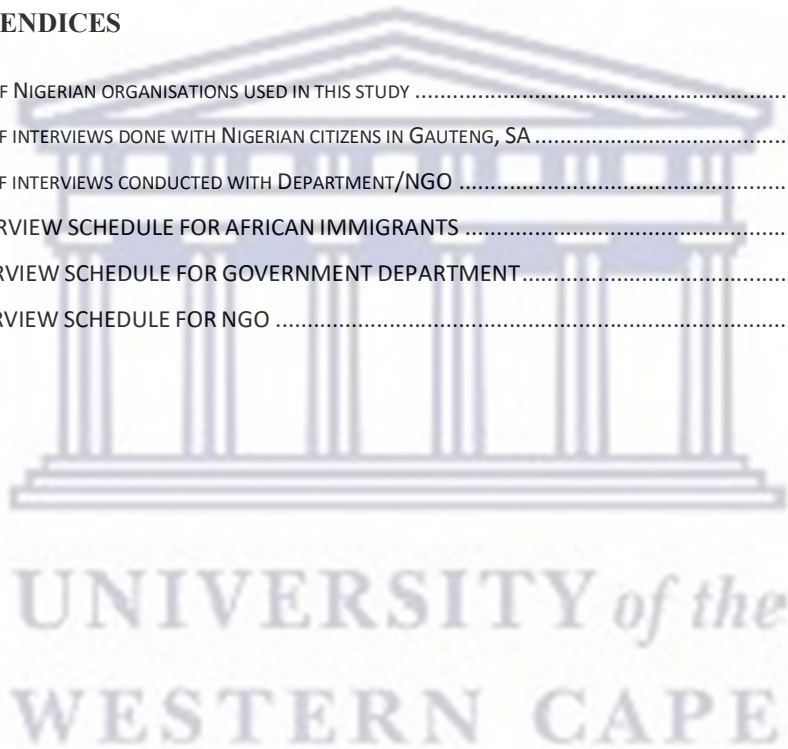 ENDICES
F NIGERIAN ORGANISATIONS USED IN THIS STUDY
F INTERVIEWS DONE WITH NIGERIAN CITIZENS IN GAUTENG, SA
F INTERVIEWS CONDUCTED WITH DEPARTMENT/NGO
RVIEW SCHEDULE FOR AFRICAN IMMIGRANTS
RVIEW SCHEDULE FOR GOVERNMENT DEPARTMENT
RVIEW SCHEDULE FOR NGO
UNIVERSITY of the
WESTERN CAPE